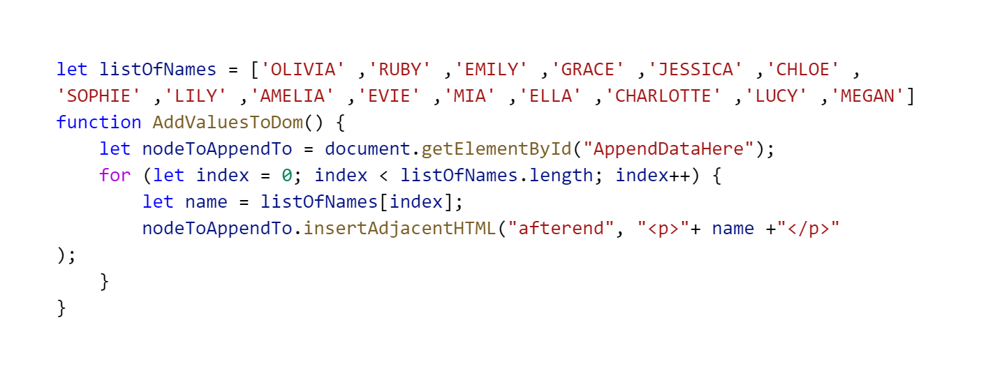 let listOfNames = ['OLIVIA' ,'RUBY' ,'EMILY' ,'GRACE' ,'JESSICA' ,'CHLOE' ,
'SOPHIE' ,'LILY' ,'AMELIA' ,'EVIE' ,'MIA' ,'ELLA' ,'CHARLOTTE' ,'LUCY' ,'MEGAN']
function AddValuesToDom() {
    let nodeToAppendTo = document.getElementById("AppendDataHere");
    for (let index = 0; index < listOfNames.length; index++) {
        let name = listOfNames[index];
        nodeToAppendTo.insertAdjacentHTML("afterend", "<p>"+ name +"</p>"
);
    }
}